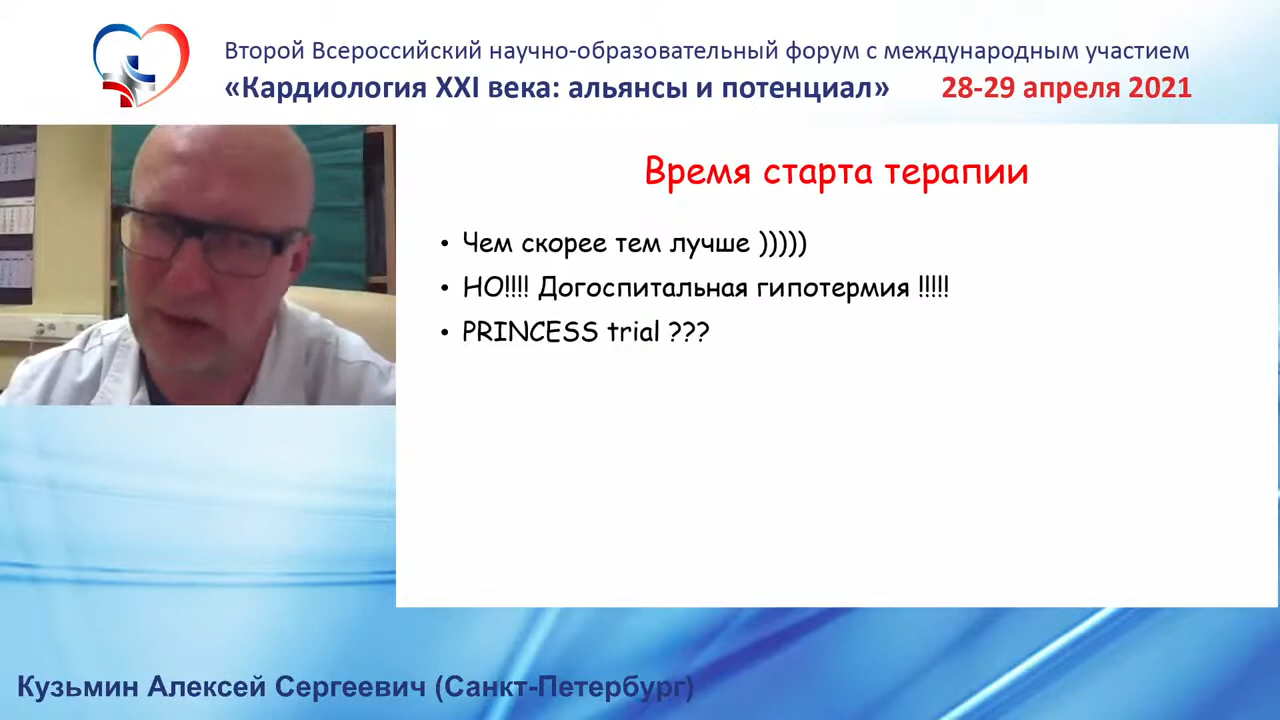 Второй Всероссийский научно-образовательный форум с международным участием
«Кардиология XXI века: альянсы и потенциал» 28-29 апреля 2021
Время старта терапии
• Чем скорее тем лучше )))))
• НО!!!! Догоспитальная гипотермия !!!!!
• PRINCESS trial ???
Кузьмин Алексей Сергеевич (Санкт-Петербург)